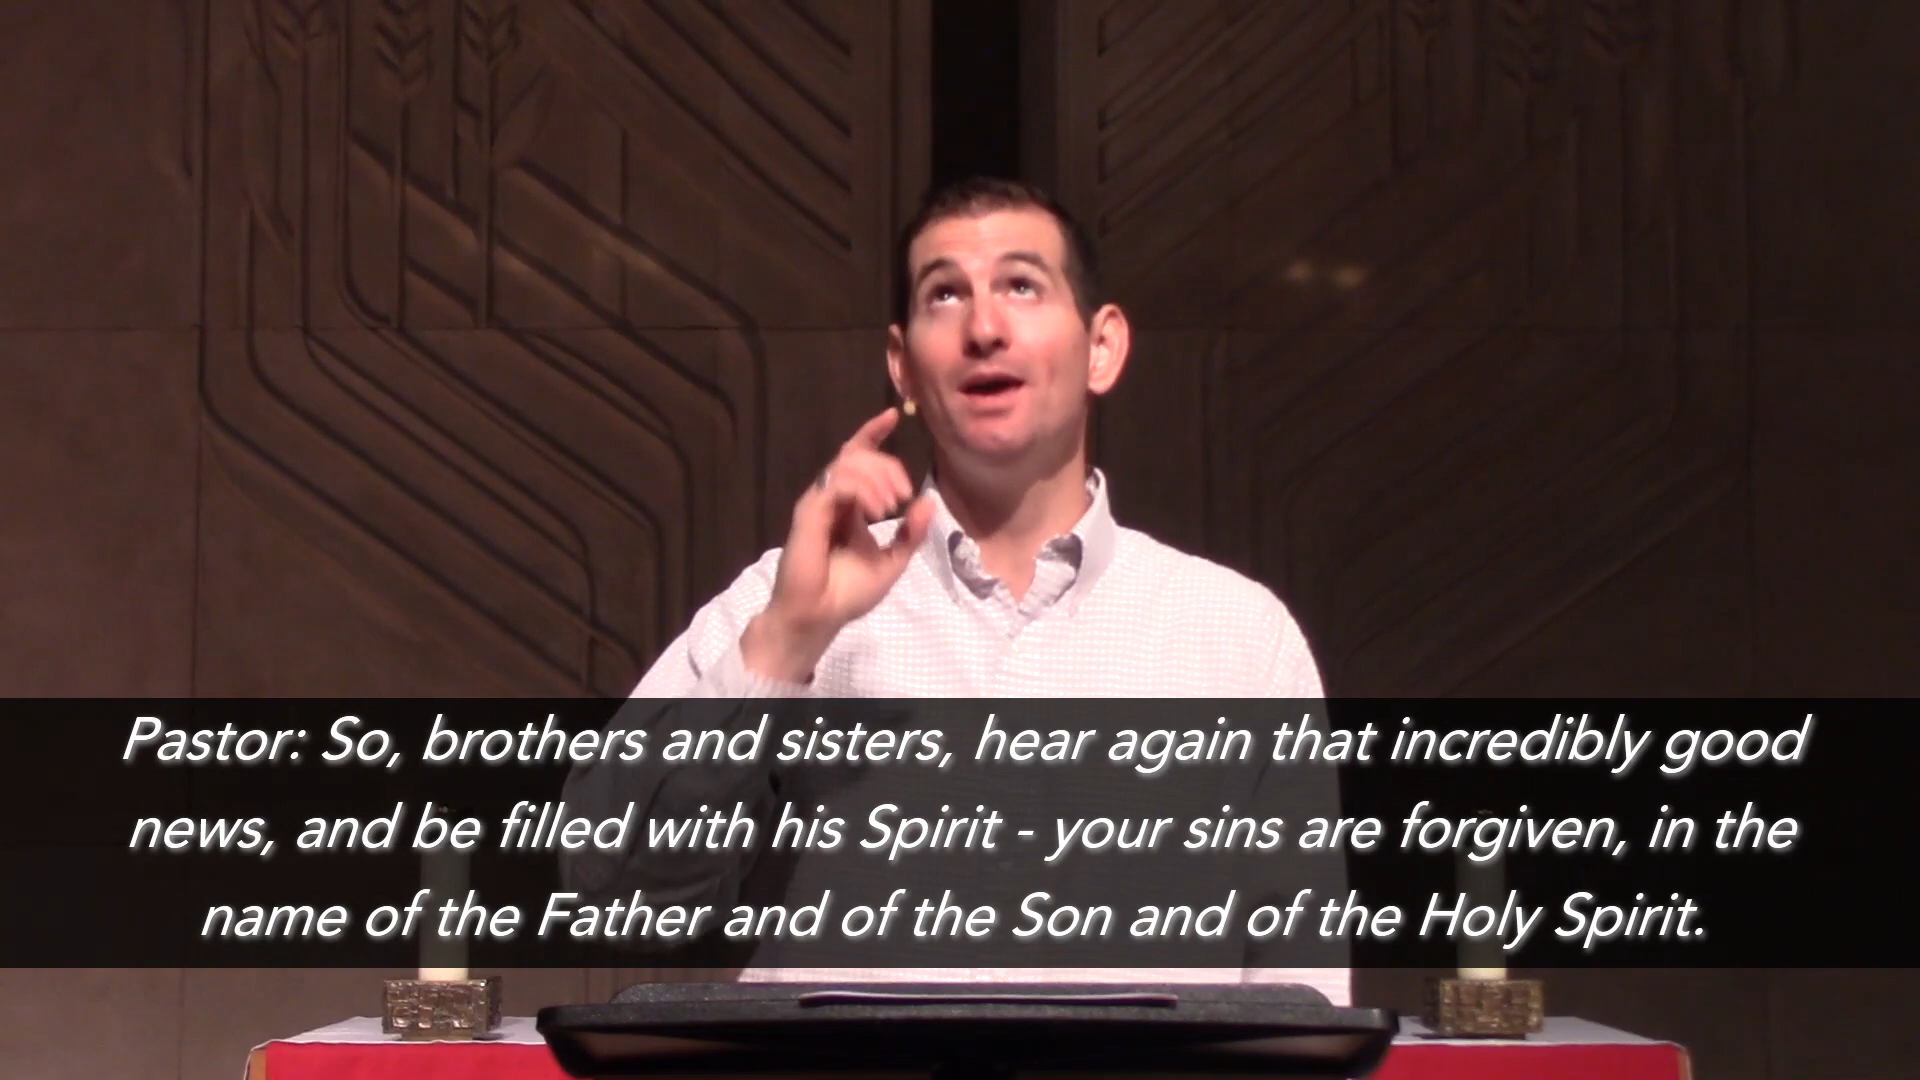 Pastor: So, brothers and sisters, hear again that incredibly good
news, and be filled with his Spirit - your sins are forgiven, in the
name of the Father and of the Son and of the Holy Spirit.